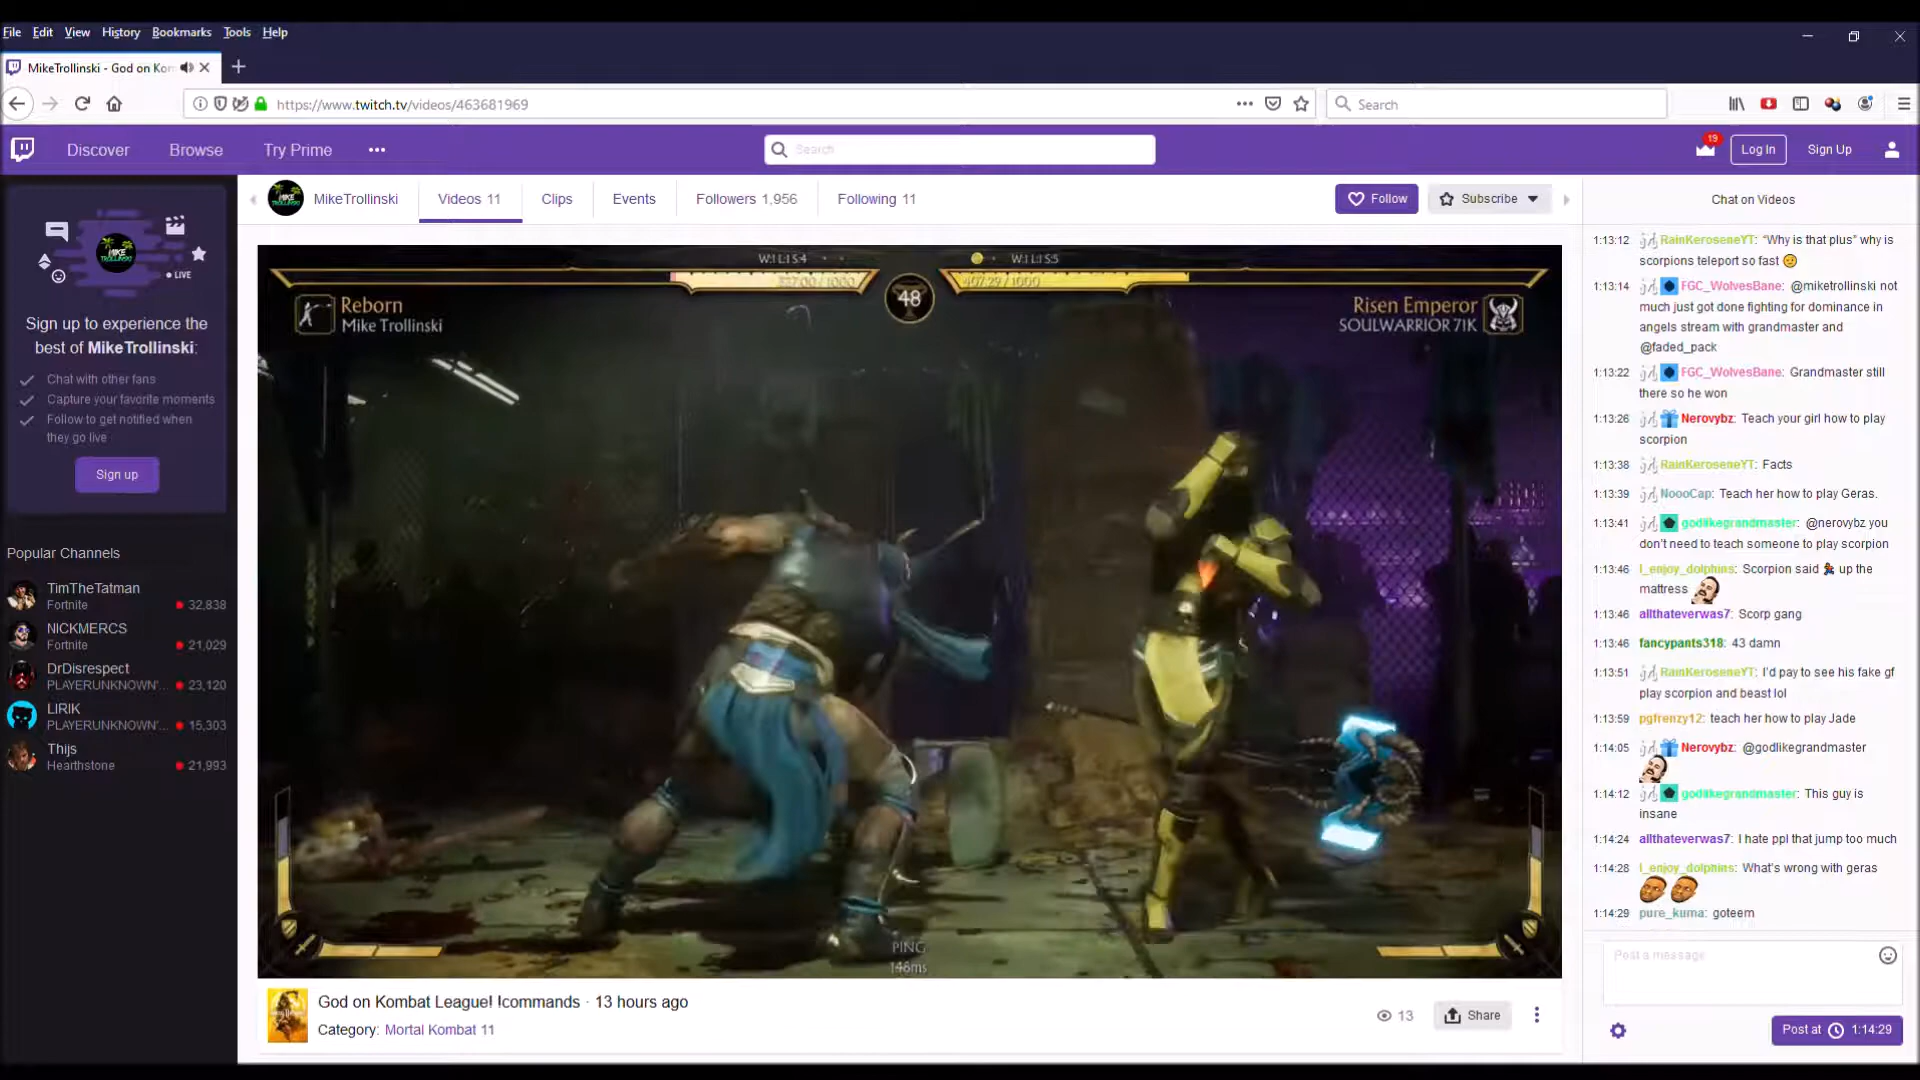 File Edit View History Bookmarks Tools Help
MikeTrollinski - God on Kom
https://www.twitch.tv/videos/463681969
Search
Discover Browse Try Prime
Search
19
Log In
Sign Up
MikeTrollinski
Videos 11
Clips
Events
Followers 1,956
Following 11
Follow
Subscribe
Chat on Videos
LIVE
Sign up to experience the
best of MikeTrollinski:
Chat with other fans
Capture your favorite moments
Follow to get notified when
they go live
Sign up
Popular Channels
TimTheTatman
Fortnite 32,838
NICKMERCS
Fortnite 21,029
DrDisrespect
PLAYERUNKNOWN'... 23,120
LIRIK
PLAYERUNKNOWN'... 15,303
Thijs
Hearthstone 21,993
48
Reborn
Mike Trollinski
Risen Emperor
SOULWARRIOR71K
PING
146ms
God on Kombat League! !commands · 13 hours ago
Category: Mortal Kombat 11
13
Share
1:13:12 RainKeroseneYT: “Why is that plus” why is
scorpions teleport so fast
1:13:14 FGC_WolvesBane: @miketrollinski not
much just got done fighting for dominance in
angels stream with grandmaster and
@faded_pack
1:13:22 FGC_WolvesBane: Grandmaster still
there so he won
1:13:26 Nerovybz: Teach your girl how to play
scorpion
1:13:38 RainKeroseneYT: Facts
1:13:39 NoooCap: Teach her how to play Geras.
1:13:41 godlikegrandmaster: @nerovybz you
don’t need to teach someone to play scorpion
1:13:46 I_enjoy_dolphins: Scorpion said up the
mattress
1:13:46 allthateverwas7: Scorp gang
1:13:46 fancypants318: 43 damn
1:13:51 RainKeroseneYT: I’d pay to see his fake gf
play scorpion and beast lol
1:13:59 pgfrenzy12: teach her how to play Jade
1:14:05 Nerovybz: @godlikegrandmaster
1:14:12 godlikegrandmaster: This guy is
insane
1:14:24 allthateverwas7: I hate ppl that jump too much
1:14:28 I_enjoy_dolphins: What's wrong with geras
1:14:29 pure_kuma: goteem
Post a message
Post at 1:14:29